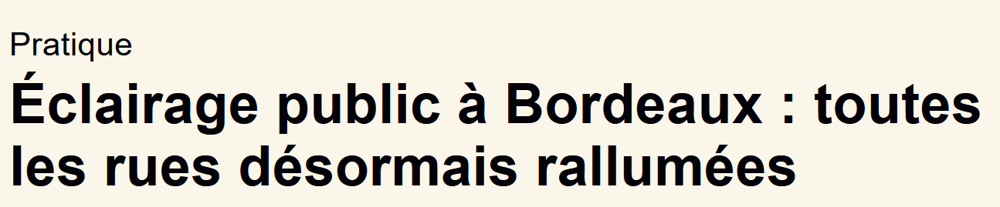 Pratique
Éclairage public à Bordeaux : toutes
les rues désormais rallumées